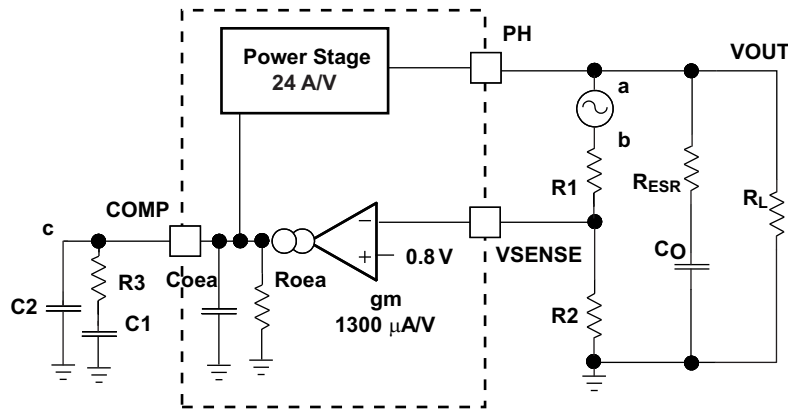 PH
VOUT
Power Stage
24 A/V
a
b
R1
RESR
RL
COMP
c
VSENSE
0.8 V
−
+
R3
Coea
Roea
CO
C2
C1
gm
1300 µA/V
R2